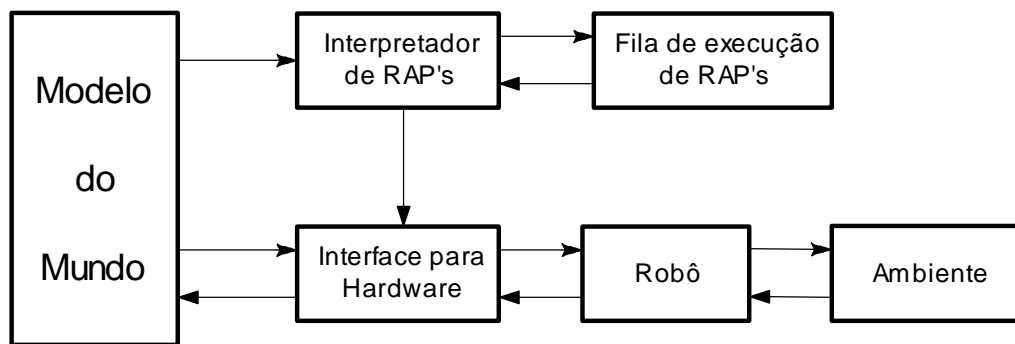 Modelo
do
Mundo
Interpretador
de RAP's
Fila de execução
de RAP's
Interface para
Hardware
Robô
Ambiente